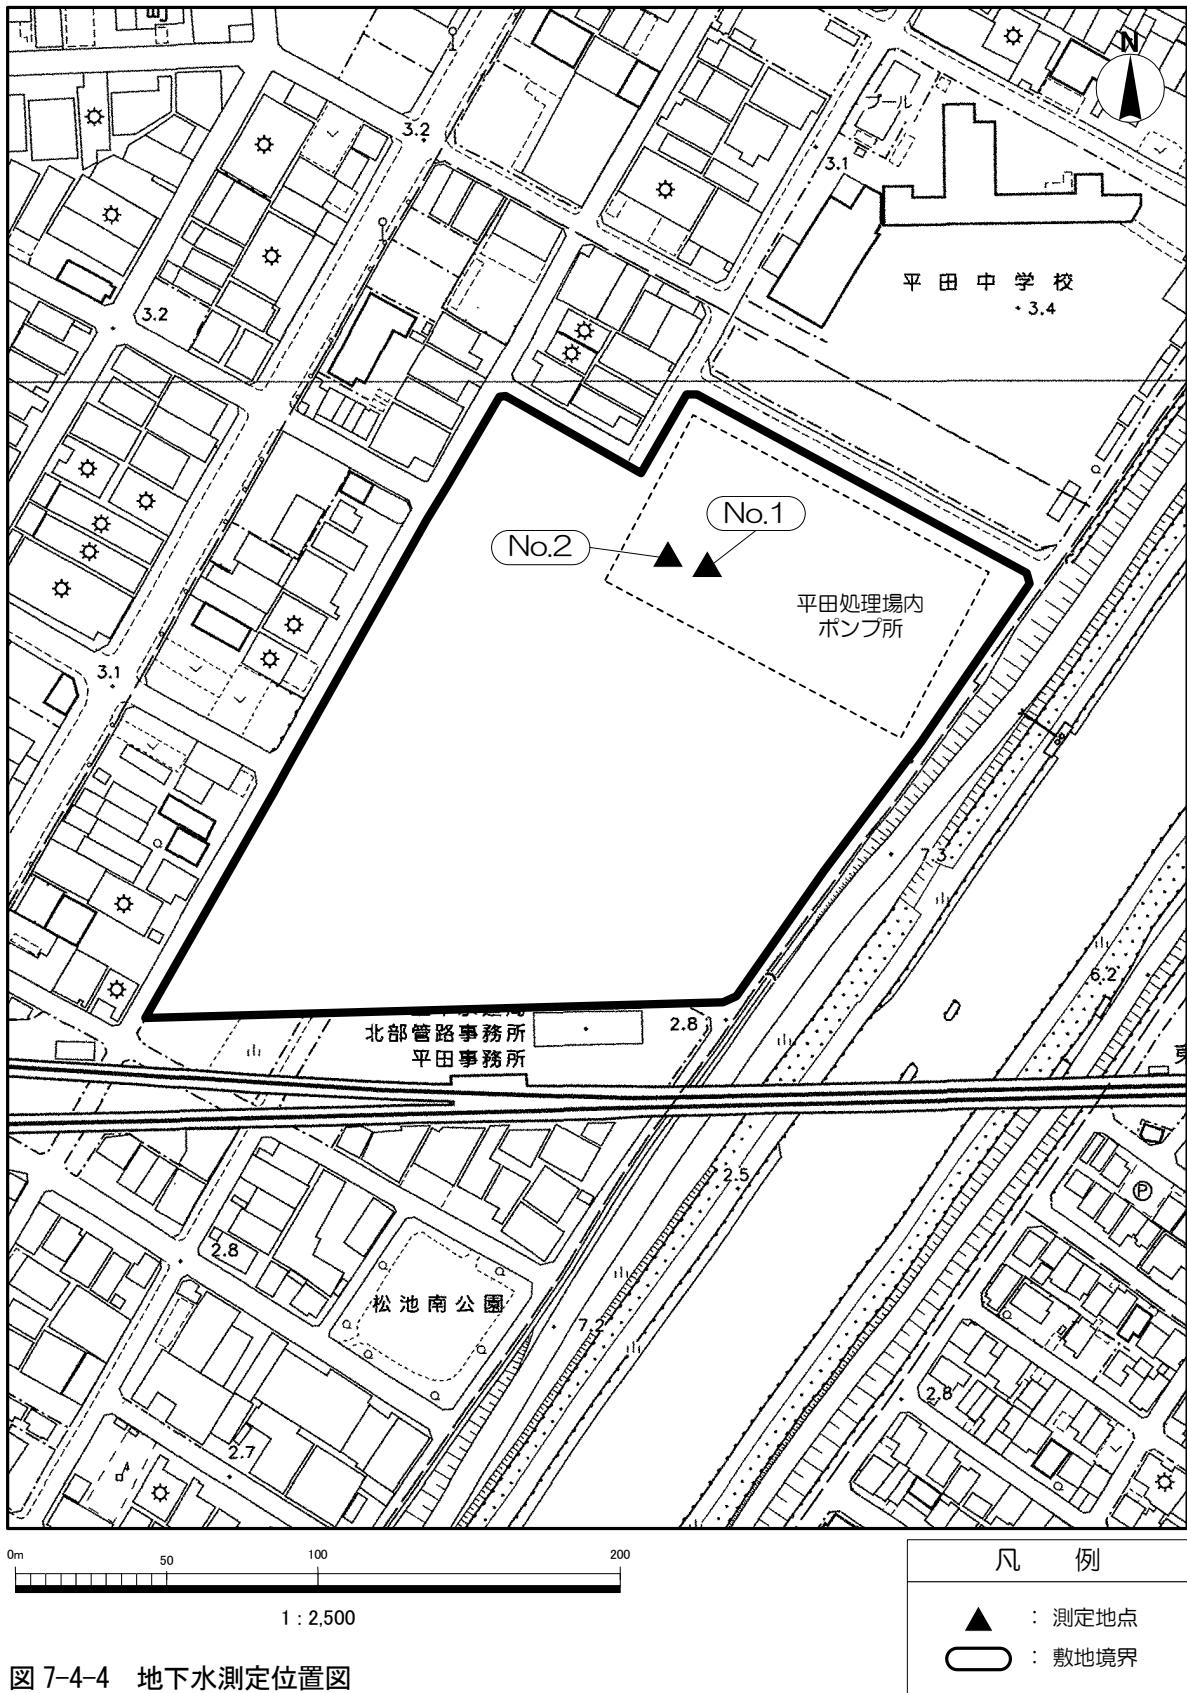 N
3.2
プール
3.1
平田中学校
3.4
3.2
No.1
No.2
平田処理場内
ポンプ所
3.1
7.3
6.2
北部管路事務所
平田事務所
2.8
2.5
P
2.8
松池南公園
7.2
2.8
2.7
0m 50 100 200
1 : 2,500
凡 例
▲ : 測定地点
: 敷地境界
図 7-4-4 地下水測定位置図